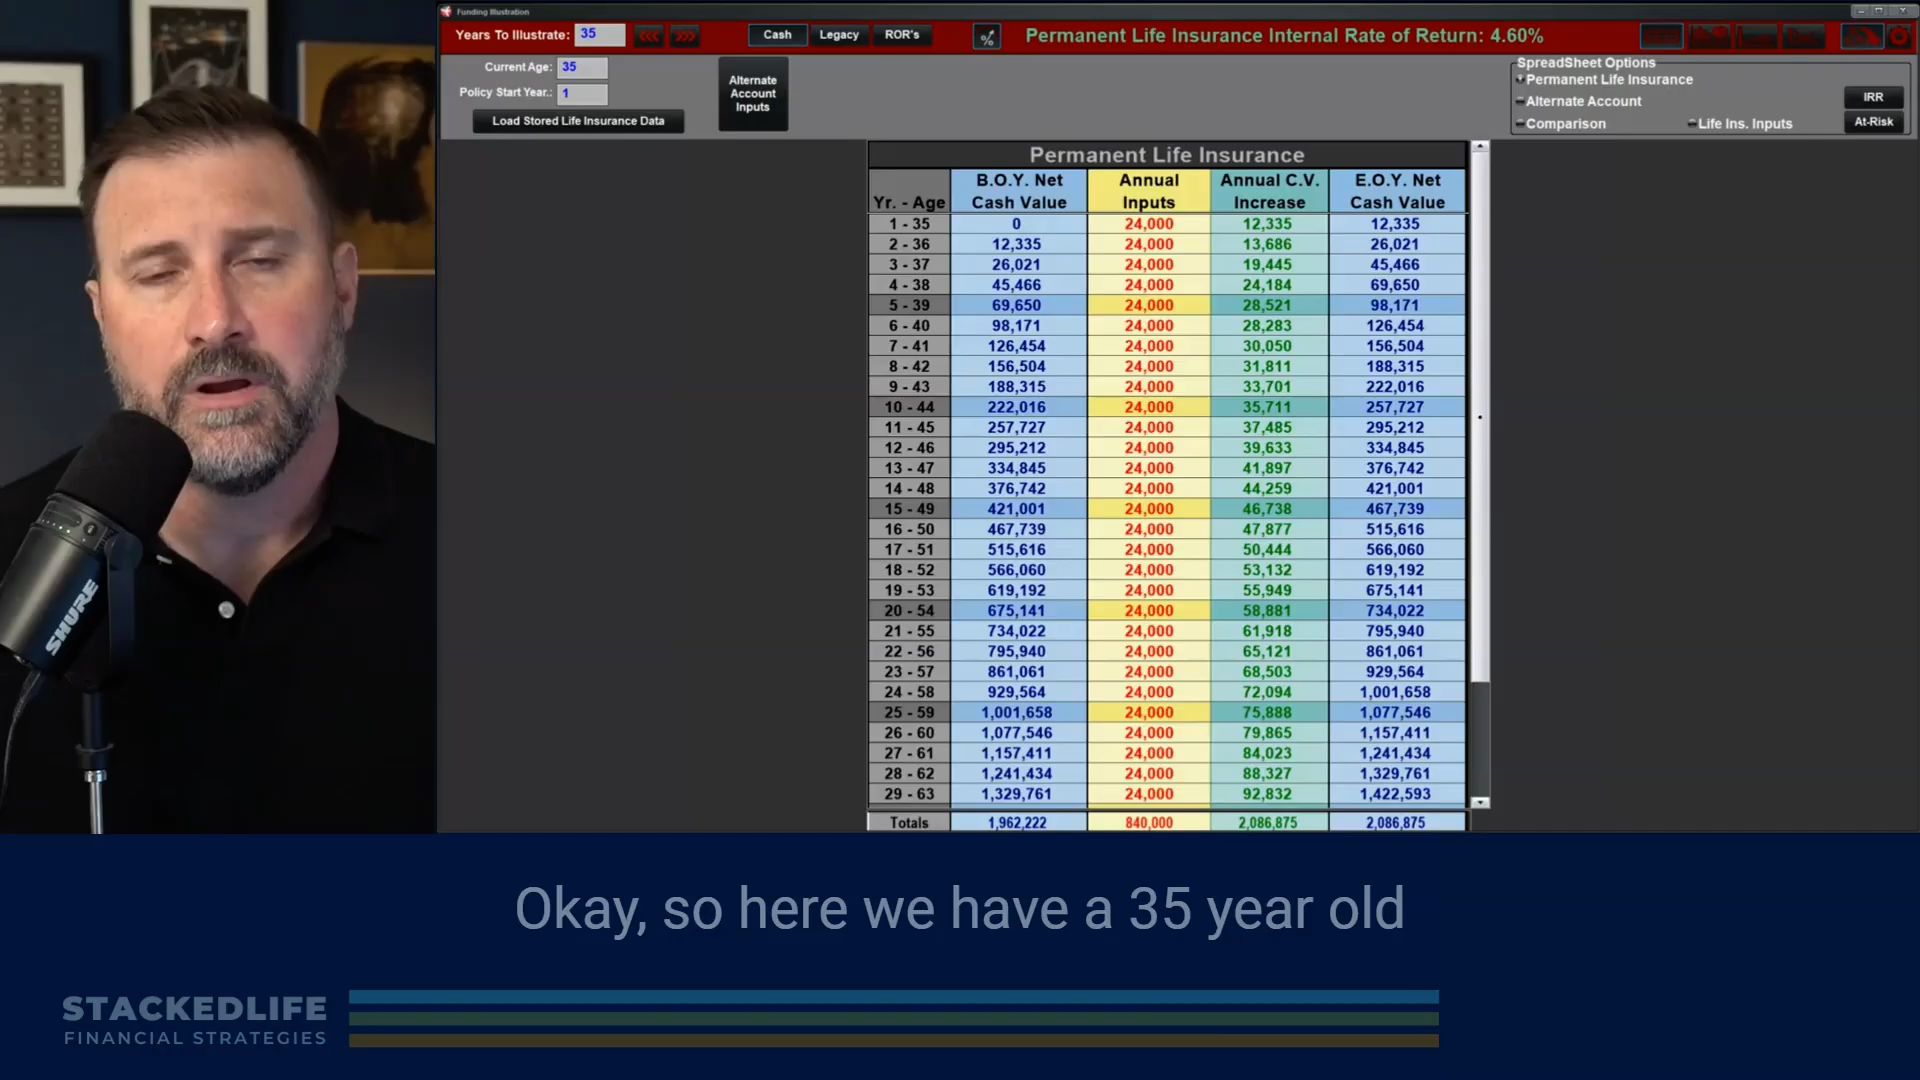 Funding Illustration
Years To Illustrate: 35 <<< >>> Cash Legacy ROR's % Permanent Life Insurance Internal Rate of Return: 4.60%
Current Age: 35
Policy Start Year.: 1
Load Stored Life Insurance Data
Alternate
Account
Inputs
SpreadSheet Options
Permanent Life Insurance
Alternate Account
Comparison
Life Ins. Inputs
IRR
At-Risk
Permanent Life Insurance
Yr. - Age B.O.Y. Net Cash Value Annual Inputs Annual C.V. Increase E.O.Y. Net Cash Value
1 - 35 0 24,000 12,335 12,335
2 - 36 12,335 24,000 13,686 26,021
3 - 37 26,021 24,000 19,445 45,466
4 - 38 45,466 24,000 24,184 69,650
5 - 39 69,650 24,000 28,521 98,171
6 - 40 98,171 24,000 28,283 126,454
7 - 41 126,454 24,000 30,050 156,504
8 - 42 156,504 24,000 31,811 188,315
9 - 43 188,315 24,000 33,701 222,016
10 - 44 222,016 24,000 35,711 257,727
11 - 45 257,727 24,000 37,485 295,212
12 - 46 295,212 24,000 39,633 334,845
13 - 47 334,845 24,000 41,897 376,742
14 - 48 376,742 24,000 44,259 421,001
15 - 49 421,001 24,000 46,738 467,739
16 - 50 467,739 24,000 47,877 515,616
17 - 51 515,616 24,000 50,444 566,060
18 - 52 566,060 24,000 53,132 619,192
19 - 53 619,192 24,000 55,949 675,141
20 - 54 675,141 24,000 58,881 734,022
21 - 55 734,022 24,000 61,918 795,940
22 - 56 795,940 24,000 65,121 861,061
23 - 57 861,061 24,000 68,503 929,564
24 - 58 929,564 24,000 72,094 1,001,658
25 - 59 1,001,658 24,000 75,888 1,077,546
26 - 60 1,077,546 24,000 79,865 1,157,411
27 - 61 1,157,411 24,000 84,023 1,241,434
28 - 62 1,241,434 24,000 88,327 1,329,761
29 - 63 1,329,761 24,000 92,832 1,422,593
Totals 1,962,222 840,000 2,086,875 2,086,875
SHURE
Okay, so here we have a 35 year old
STACKEDLIFE
FINANCIAL STRATEGIES